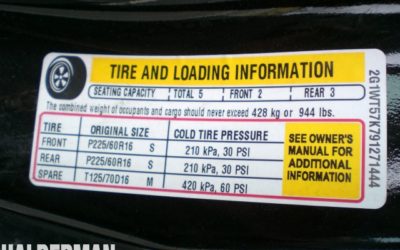 TIRE AND LOADING INFORMATION
SEATING CAPACITY TOTAL 5 FRONT 2 REAR 3
The combined weight of occupants and cargo should never exceed 428 kg or 944 lbs.
TIRE ORIGINAL SIZE COLD TIRE PRESSURE
FRONT P225/60R16 S 210 kPa, 30 PSI
REAR P225/60R16 S 210 kPa, 30 PSI
SPARE T125/70D16 M 420 kPa, 60 PSI
SEE OWNER'S
MANUAL FOR
ADDITIONAL
INFORMATION
2G1WT57K791271444
HALDERMAN